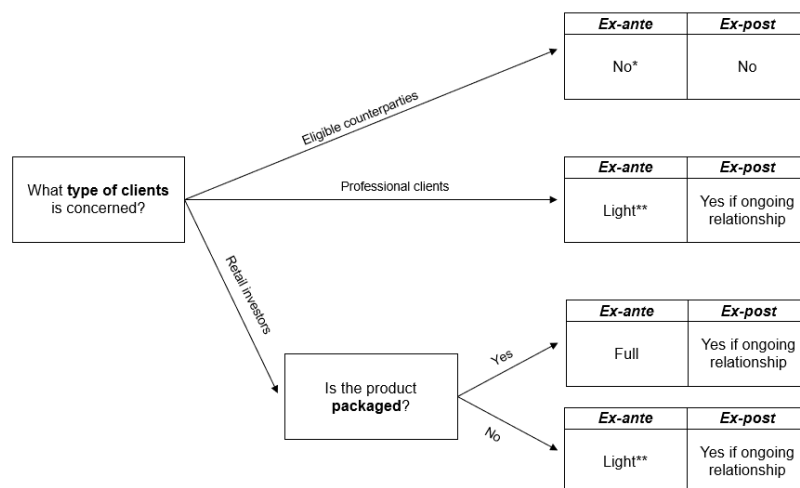 Ex-ante Ex-post
No* No
Eligible counterparties
What type of clients
is concerned?
Professional clients
Ex-ante Ex-post
Light** Yes if ongoing
relationship
Retail investors
Ex-ante Ex-post
Full Yes if ongoing
relationship
Yes
Is the product
packaged?
No
Ex-ante Ex-post
Light** Yes if ongoing
relationship